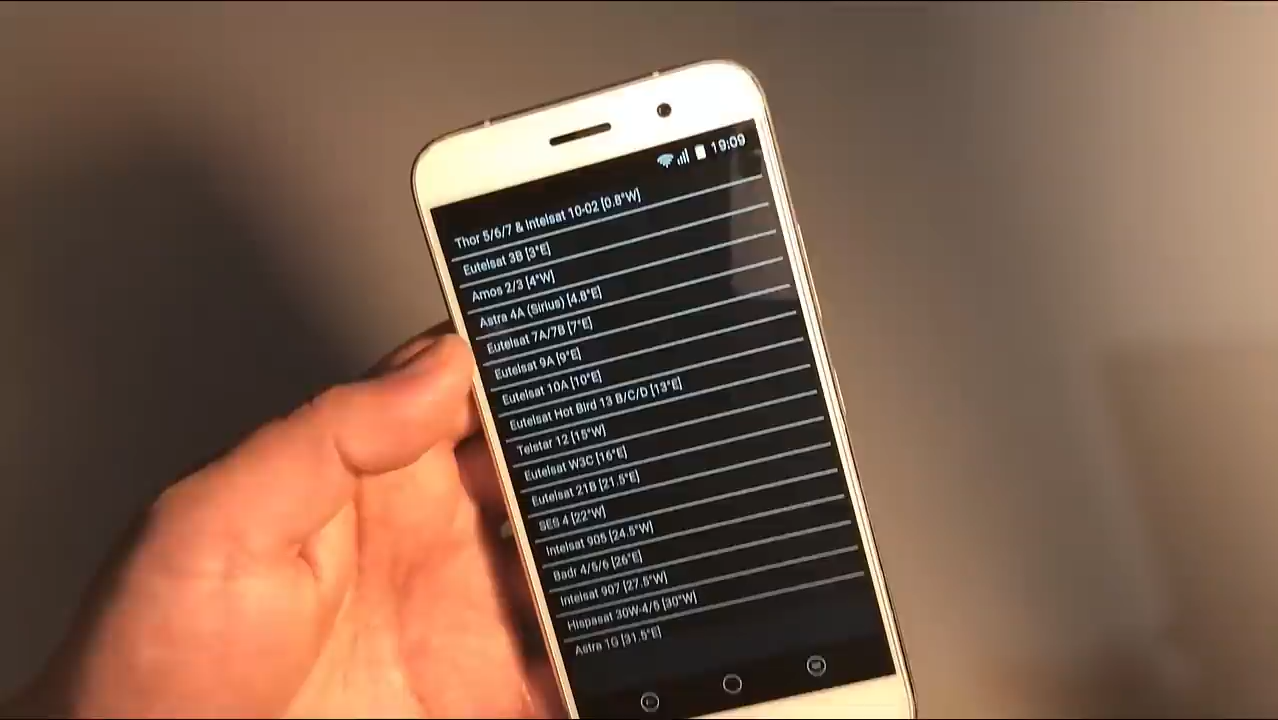 19:09
Thor 5/6/7 & Intelsat 10-02 [0.8°W]
Eutelsat 3B [3°E]
Amos 2/3 [4°W]
Astra 4A (Sirius) [4.8°E]
Eutelsat 7A/7B [7°E]
Eutelsat 9A [9°E]
Eutelsat 10A [10°E]
Eutelsat Hot Bird 13 B/C/D [13°E]
Telstar 12 [15°W]
Eutelsat W3C [16°E]
Eutelsat 21B [21.5°E]
SES 4 [22°W]
Intelsat 905 [24.5°W]
Badr 4/5/6 [26°E]
Intelsat 907 [27.5°W]
Hispasat 30W-4/5 [30°W]
Astra 1G [31.5°E]